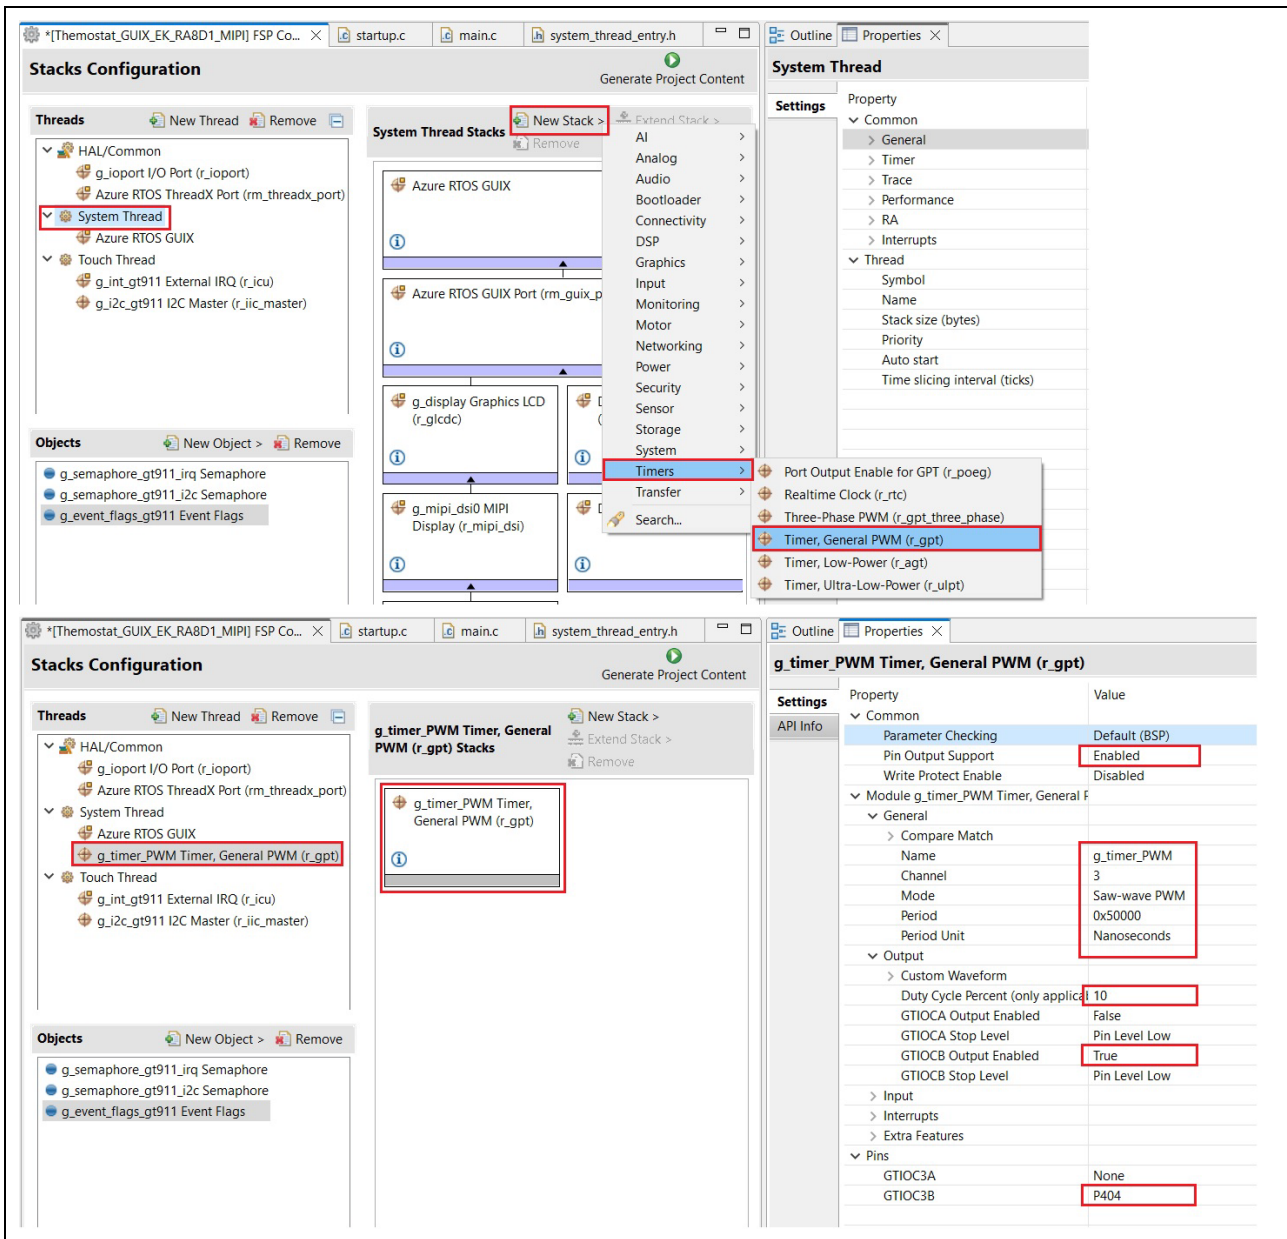 *[Themostat_GUIX_EK_RA8D1_MIPI] FSP Co... startup.c main.c system_thread_entry.h
Stacks Configuration
Generate Project Content
Threads New Thread Remove
HAL/Common
g_ioport I/O Port (r_ioport)
Azure RTOS ThreadX Port (rm_threadx_port)
System Thread
Azure RTOS GUIX
Touch Thread
g_int_gt911 External IRQ (r_icu)
g_i2c_gt911 I2C Master (r_iic_master)
Objects New Object > Remove
g_semaphore_gt911_irq Semaphore
g_semaphore_gt911_i2c Semaphore
g_event_flags_gt911 Event Flags
System Thread Stacks
New Stack > Extend Stack >
Remove
Azure RTOS GUIX
Azure RTOS GUIX Port (rm_guix_p
g_display Graphics LCD
(r_glcdc)
g_mipi_dsi0 MIPI
Display (r_mipi_dsi)
AI
Analog
Audio
Bootloader
Connectivity
DSP
Graphics
Input
Monitoring
Motor
Networking
Power
Security
Sensor
Storage
System
Timers
Transfer
Search...
Port Output Enable for GPT (r_poeg)
Realtime Clock (r_rtc)
Three-Phase PWM (r_gpt_three_phase)
Timer, General PWM (r_gpt)
Timer, Low-Power (r_agt)
Timer, Ultra-Low-Power (r_ulpt)
Outline Properties
System Thread
Settings
Property
Common
General
Timer
Trace
Performance
RA
Interrupts
Thread
Symbol
Name
Stack size (bytes)
Priority
Auto start
Time slicing interval (ticks)
*[Themostat_GUIX_EK_RA8D1_MIPI] FSP Co... startup.c main.c system_thread_entry.h
Stacks Configuration
Generate Project Content
Threads New Thread Remove
HAL/Common
g_ioport I/O Port (r_ioport)
Azure RTOS ThreadX Port (rm_threadx_port)
System Thread
Azure RTOS GUIX
g_timer_PWM Timer, General PWM (r_gpt)
Touch Thread
g_int_gt911 External IRQ (r_icu)
g_i2c_gt911 I2C Master (r_iic_master)
Objects New Object > Remove
g_semaphore_gt911_irq Semaphore
g_semaphore_gt911_i2c Semaphore
g_event_flags_gt911 Event Flags
g_timer_PWM Timer, General
PWM (r_gpt) Stacks
New Stack >
Extend Stack >
Remove
g_timer_PWM Timer,
General PWM (r_gpt)
Outline Properties
g_timer_PWM Timer, General PWM (r_gpt)
Settings
API Info
Property Value
Common
Parameter Checking Default (BSP)
Pin Output Support Enabled
Write Protect Enable Disabled
Module g_timer_PWM Timer, General P
General
Compare Match
Name g_timer_PWM
Channel 3
Mode Saw-wave PWM
Period 0x50000
Period Unit Nanoseconds
Output
Custom Waveform
Duty Cycle Percent (only applical 10
GTIOCA Output Enabled False
GTIOCA Stop Level Pin Level Low
GTIOCB Output Enabled True
GTIOCB Stop Level Pin Level Low
Input
Interrupts
Extra Features
Pins
GTIOC3A None
GTIOC3B P404